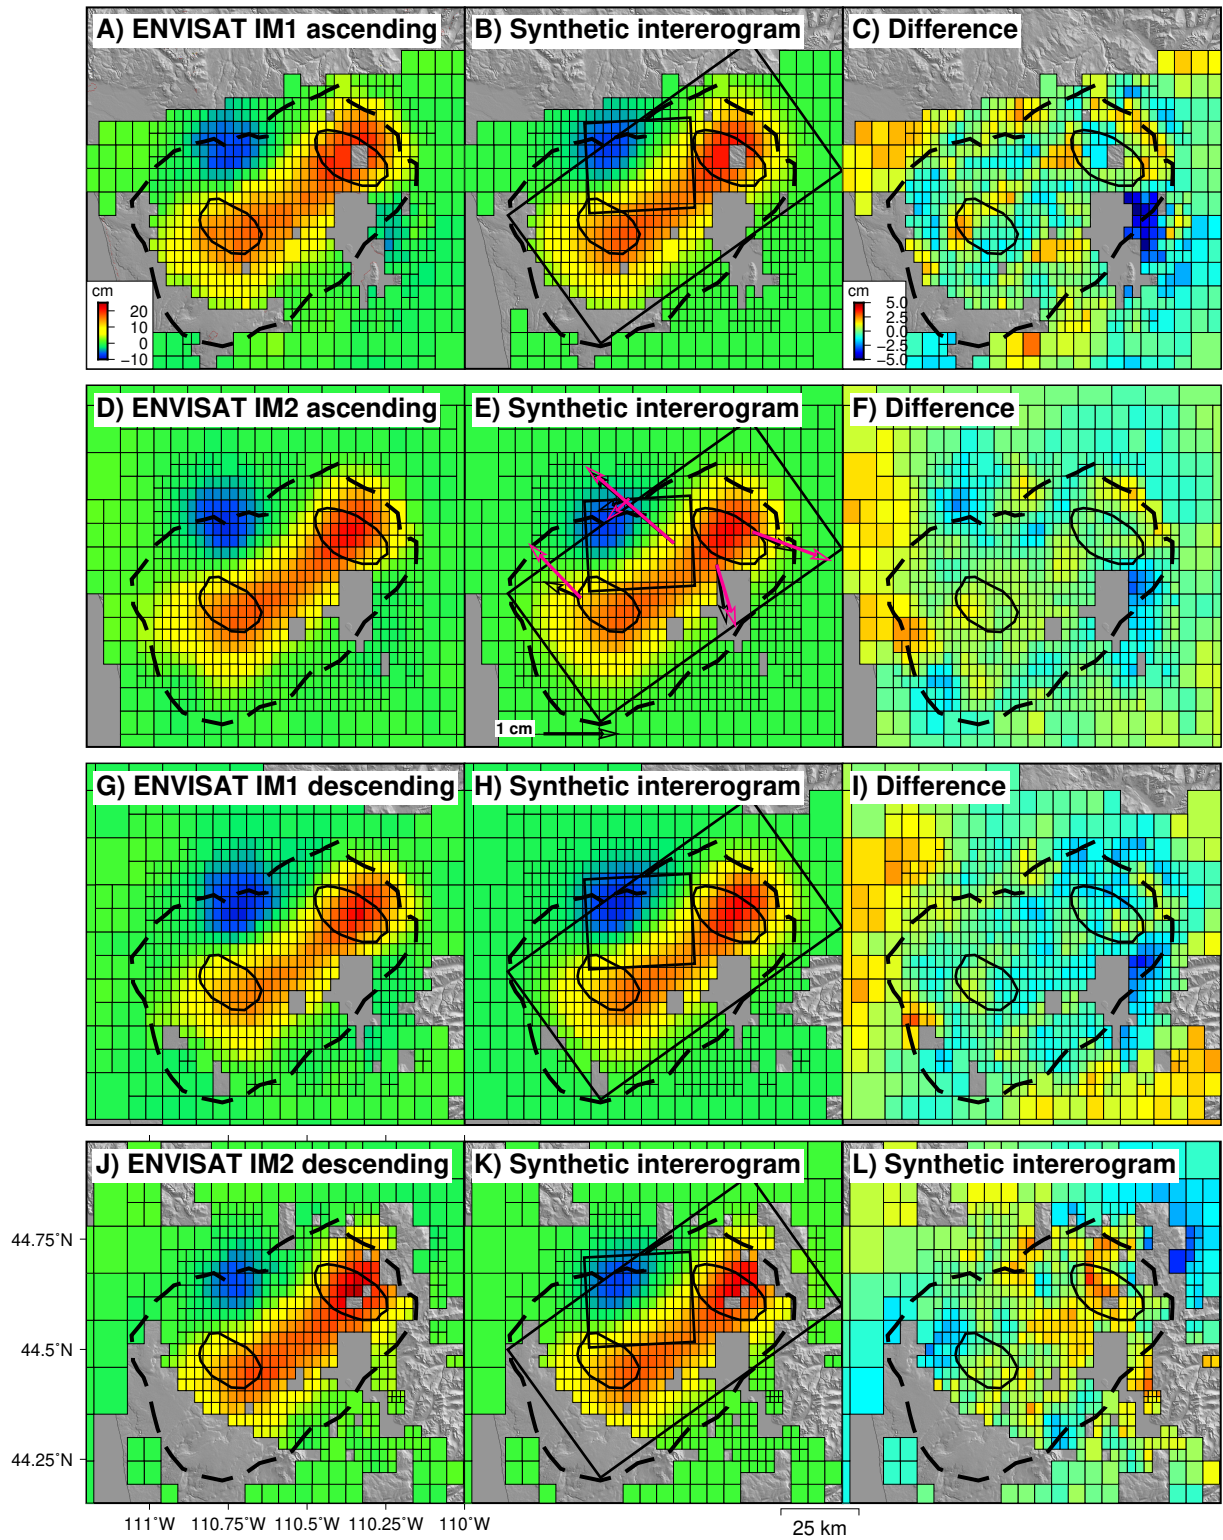 A) ENVISAT IM1 ascending
B) Synthetic intererogram
C) Difference
cm
20
10
0
−10
cm
5.0
2.5
0.0
−2.5
−5.0
D) ENVISAT IM2 ascending
E) Synthetic intererogram
F) Difference
1 cm
G) ENVISAT IM1 descending
H) Synthetic intererogram
I) Difference
J) ENVISAT IM2 descending
K) Synthetic intererogram
L) Synthetic intererogram
44.75˚N
44.5˚N
44.25˚N
111˚W 110.75˚W 110.5˚W 110.25˚W 110˚W
25 km